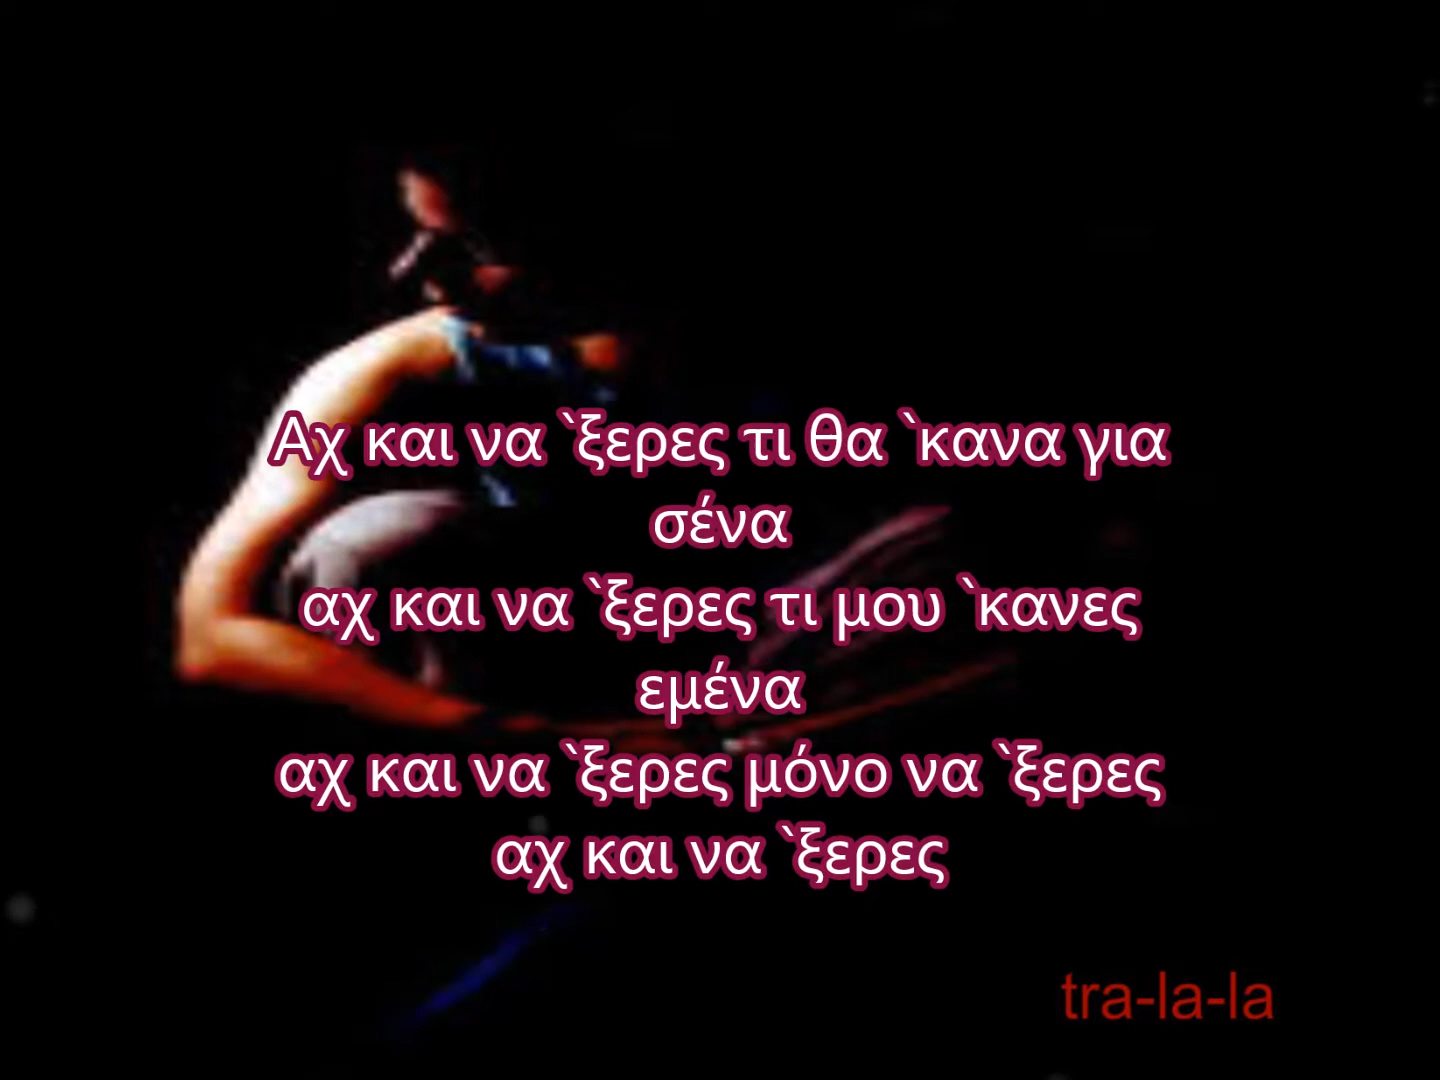 Αχ και να `ξερες τι θα `κανα για
σένα
αχ και να `ξερες τι μου `κανες
εμένα
αχ και να `ξερες μόνο να `ξερες
αχ και να `ξερες
tra-la-la